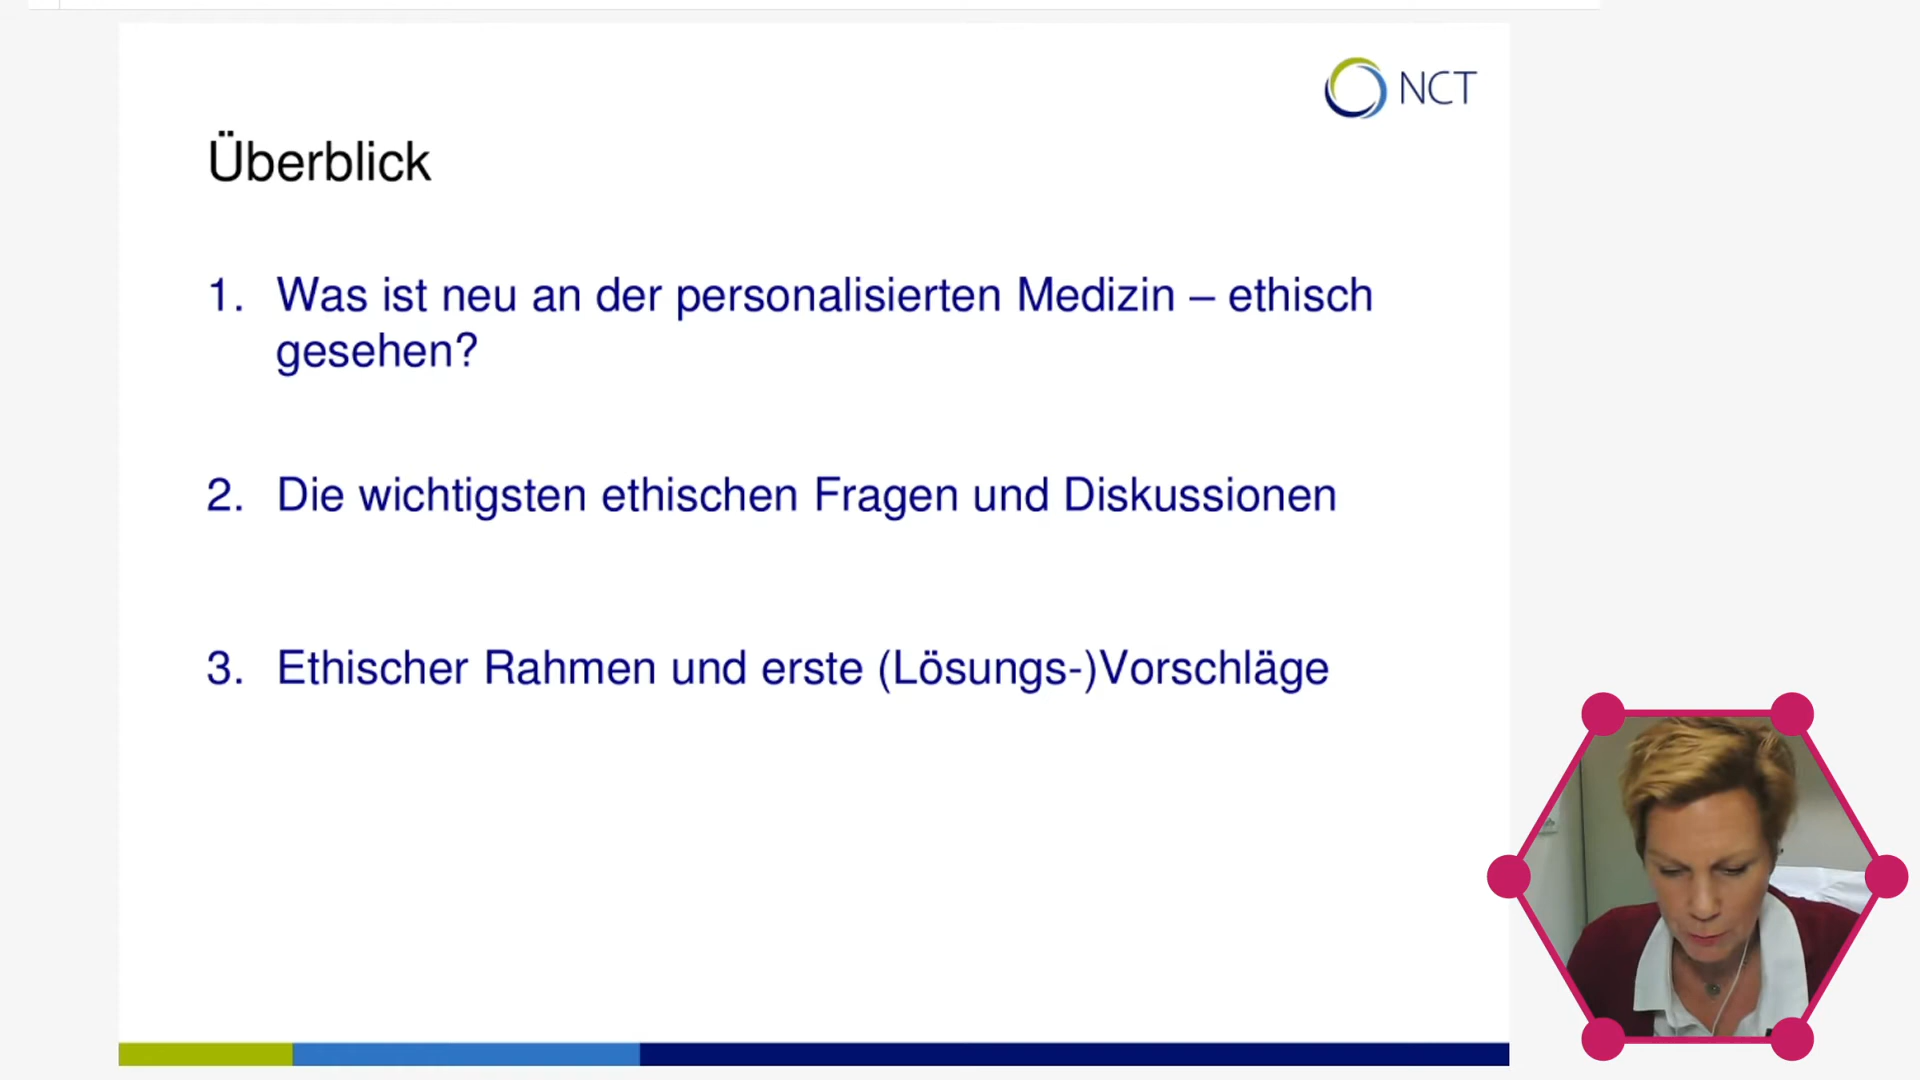 NCT
Überblick
1. Was ist neu an der personalisierten Medizin – ethisch
gesehen?
2. Die wichtigsten ethischen Fragen und Diskussionen
3. Ethischer Rahmen und erste (Lösungs-)Vorschläge